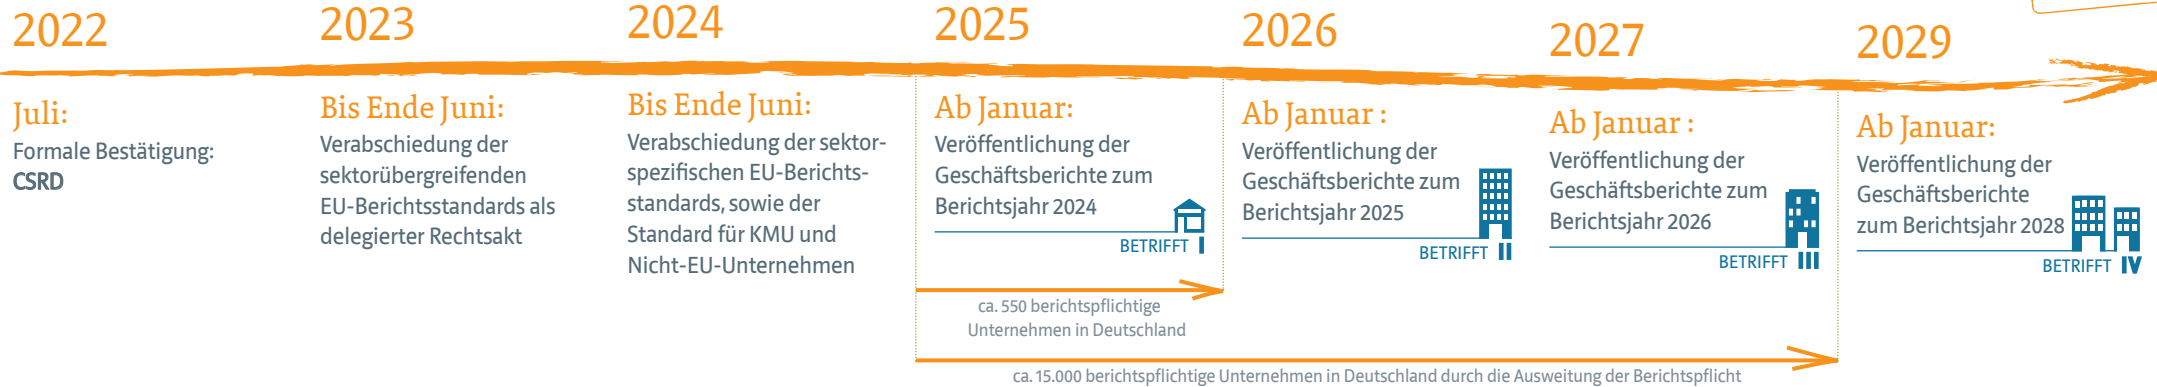 2022
Juli:
Formale Bestätigung:
CSRD
2023
Bis Ende Juni:
Verabschiedung der
sektorübergreifenden
EU-Berichtsstandards als
delegierter Rechtsakt
2024
Bis Ende Juni:
Verabschiedung der sektor-
spezifischen EU-Berichts-
standards, sowie der
Standard für KMU und
Nicht-EU-Unternehmen
2025
Ab Januar:
Veröffentlichung der
Geschäftsberichte zum
Berichtsjahr 2024
BETRIFFT I
2026
Ab Januar :
Veröffentlichung der
Geschäftsberichte zum
Berichtsjahr 2025
BETRIFFT II
2027
Ab Januar :
Veröffentlichung der
Geschäftsberichte zum
Berichtsjahr 2026
BETRIFFT III
2029
Ab Januar:
Veröffentlichung der
Geschäftsberichte
zum Berichtsjahr 2028
BETRIFFT IV
ca. 550 berichtspflichtige
Unternehmen in Deutschland
ca. 15.000 berichtspflichtige Unternehmen in Deutschland durch die Ausweitung der Berichtspflicht